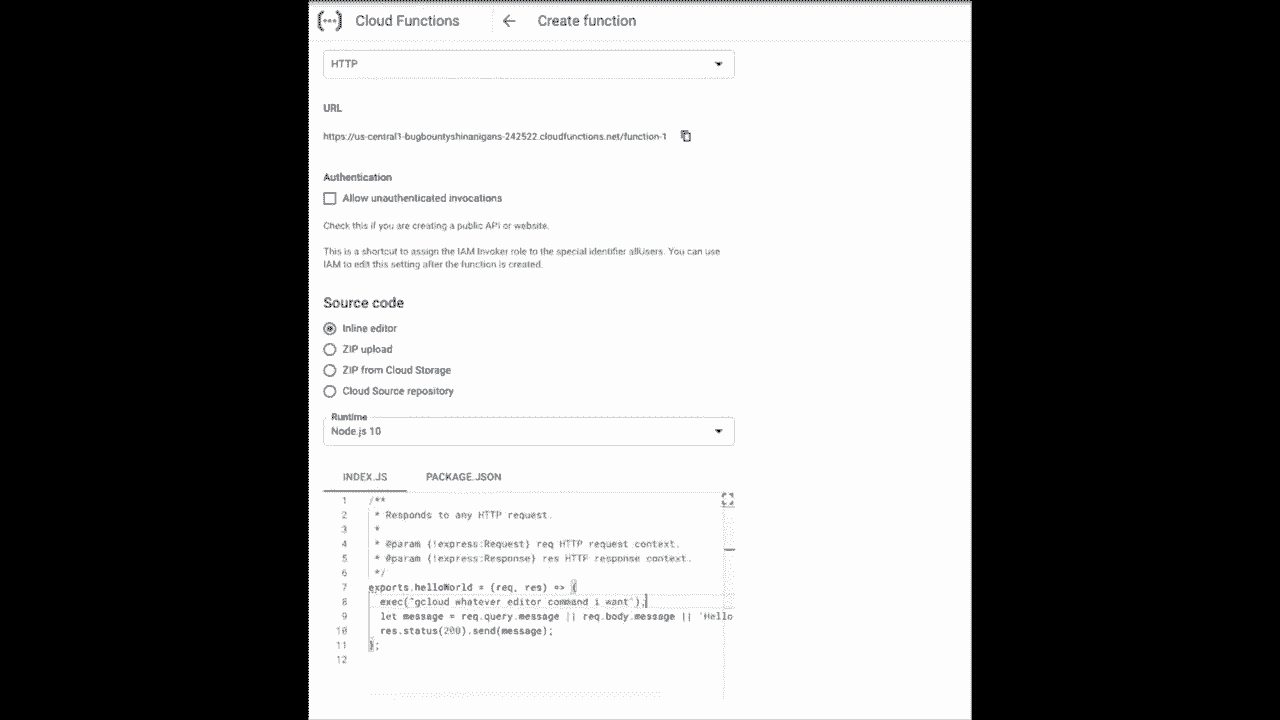 Cloud Functions
Create function
HTTP
URL
https://us-central1-bugbountyshinanigans-242522.cloudfunctions.net/function-1
Authentication
Allow unauthenticated invocations
Check this if you are creating a public API or website.
This is a shortcut to assign the IAM Invoker role to the special identifier allUsers. You can use
IAM to edit this setting after the function is created.
Source code
Inline editor
ZIP upload
ZIP from Cloud Storage
Cloud Source repository
Runtime
Node.js 10
INDEX.JS
PACKAGE.JSON
1 /**
2 * Responds to any HTTP request.
3 *
4 * @param {!express:Request} req HTTP request context.
5 * @param {!express:Response} res HTTP response context.
6 */
7 exports.helloWorld = (req, res) => {
8 exec("gcloud whatever editor command i want");
9 let message = req.query.message || req.body.message || 'Hello
10 res.status(200).send(message);
11 };
12